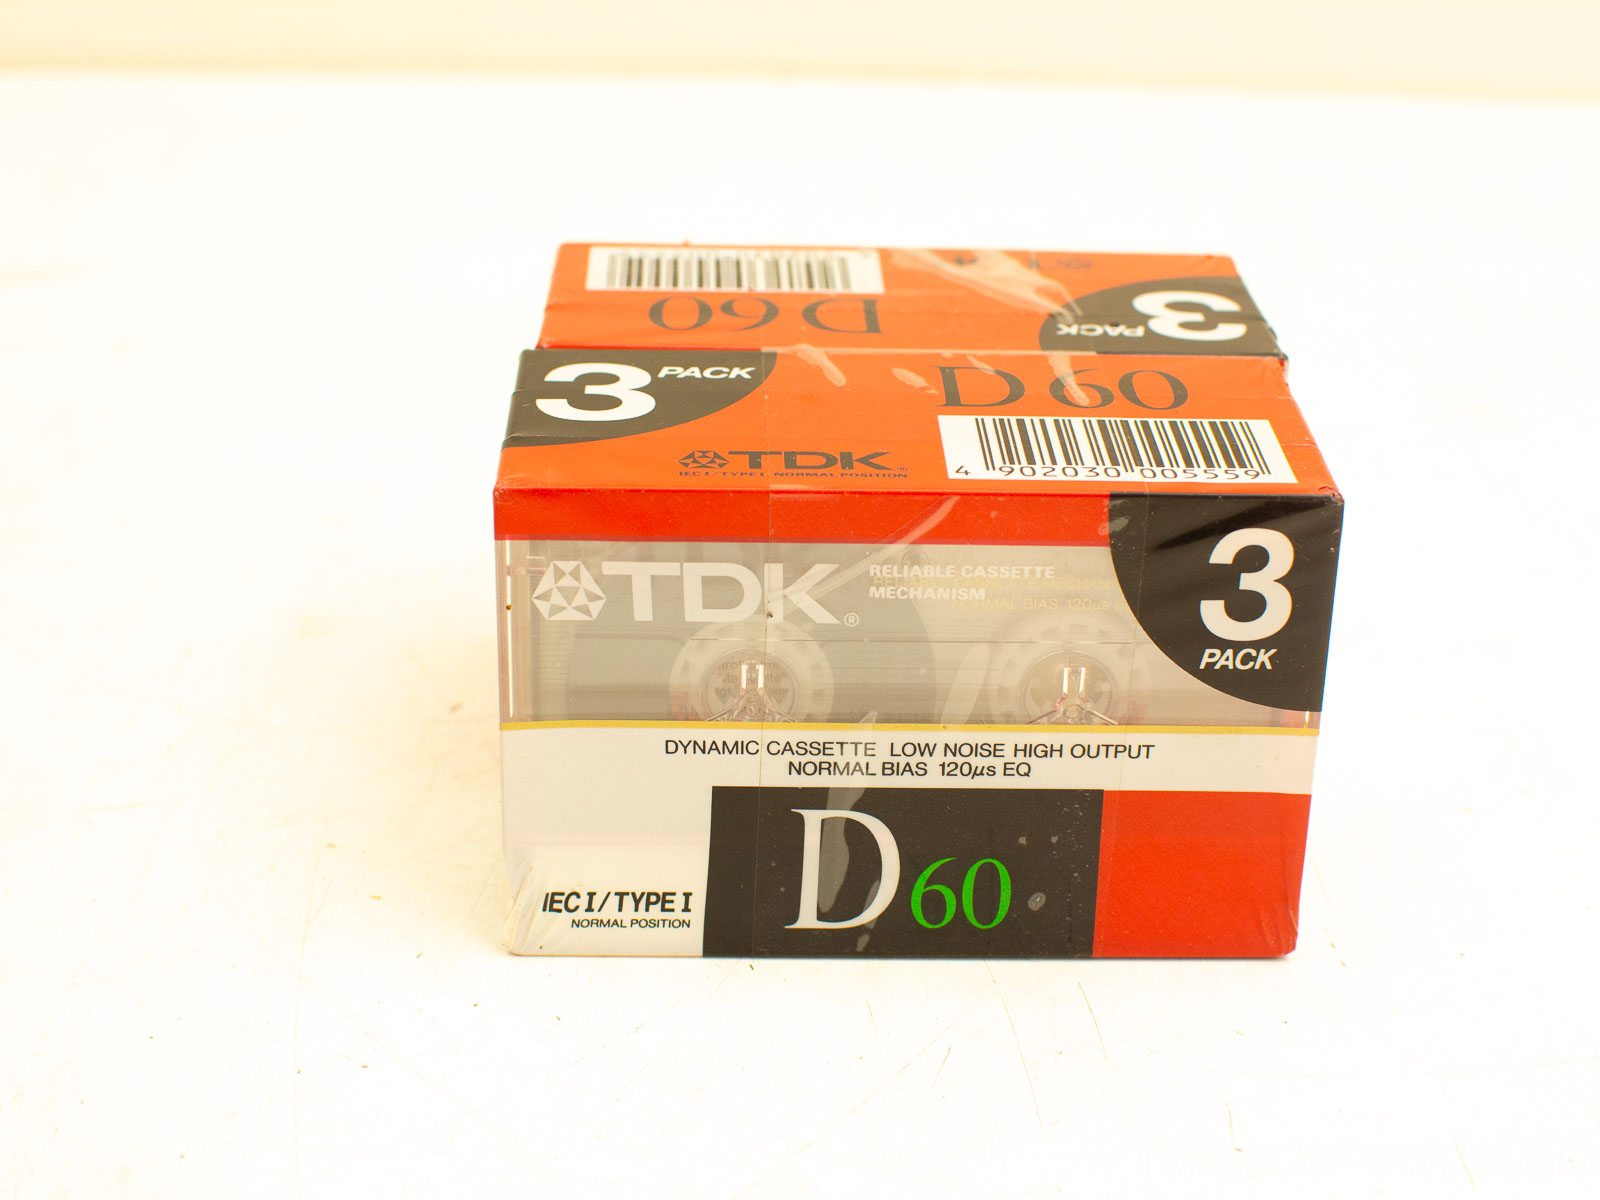 D60
3
PACK
3 PACK
D 60
TDK®
IEC I / TYPE I NORMAL POSITION
4 902030 005559
TDK®
RELIABLE CASSETTE
MECHANISM
NORMAL BIAS 120µs
3
PACK
DYNAMIC CASSETTE LOW NOISE HIGH OUTPUT
NORMAL BIAS 120µs EQ
D60
IEC I/TYPE I
NORMAL POSITION